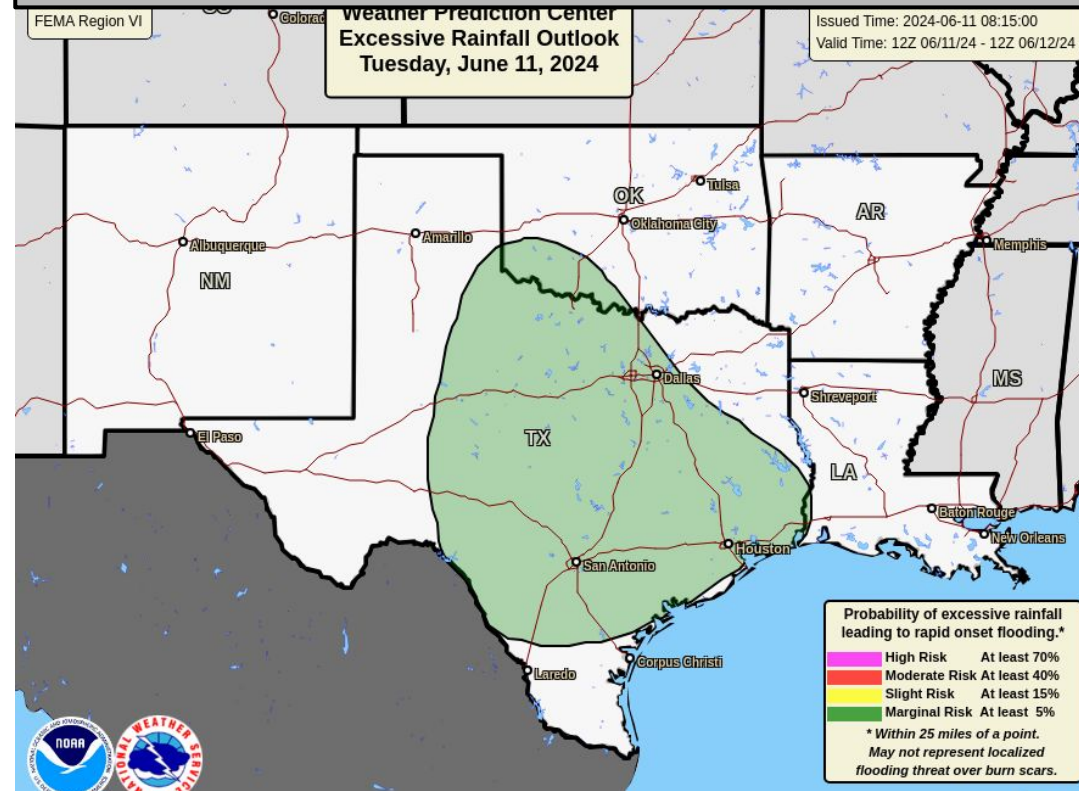 FEMA Region VI
Weather Prediction Center
Excessive Rainfall Outlook
Tuesday, June 11, 2024
Issued Time: 2024-06-11 08:15:00
Valid Time: 12Z 06/11/24 - 12Z 06/12/24
Tulsa
OK
AR
Oklahoma City
Amarillo
Albuquerque
Memphis
NM
Dallas
MS
Shreveport
El Paso
TX
LA
Baton Rouge
New Orleans
Houston
San Antonio
Corpus Christi
Laredo
Probability of excessive rainfall
leading to rapid onset flooding.*
High Risk At least 70%
Moderate Risk At least 40%
Slight Risk At least 15%
Marginal Risk At least 5%
* Within 25 miles of a point.
May not represent localized
flooding threat over burn scars.
NOAA